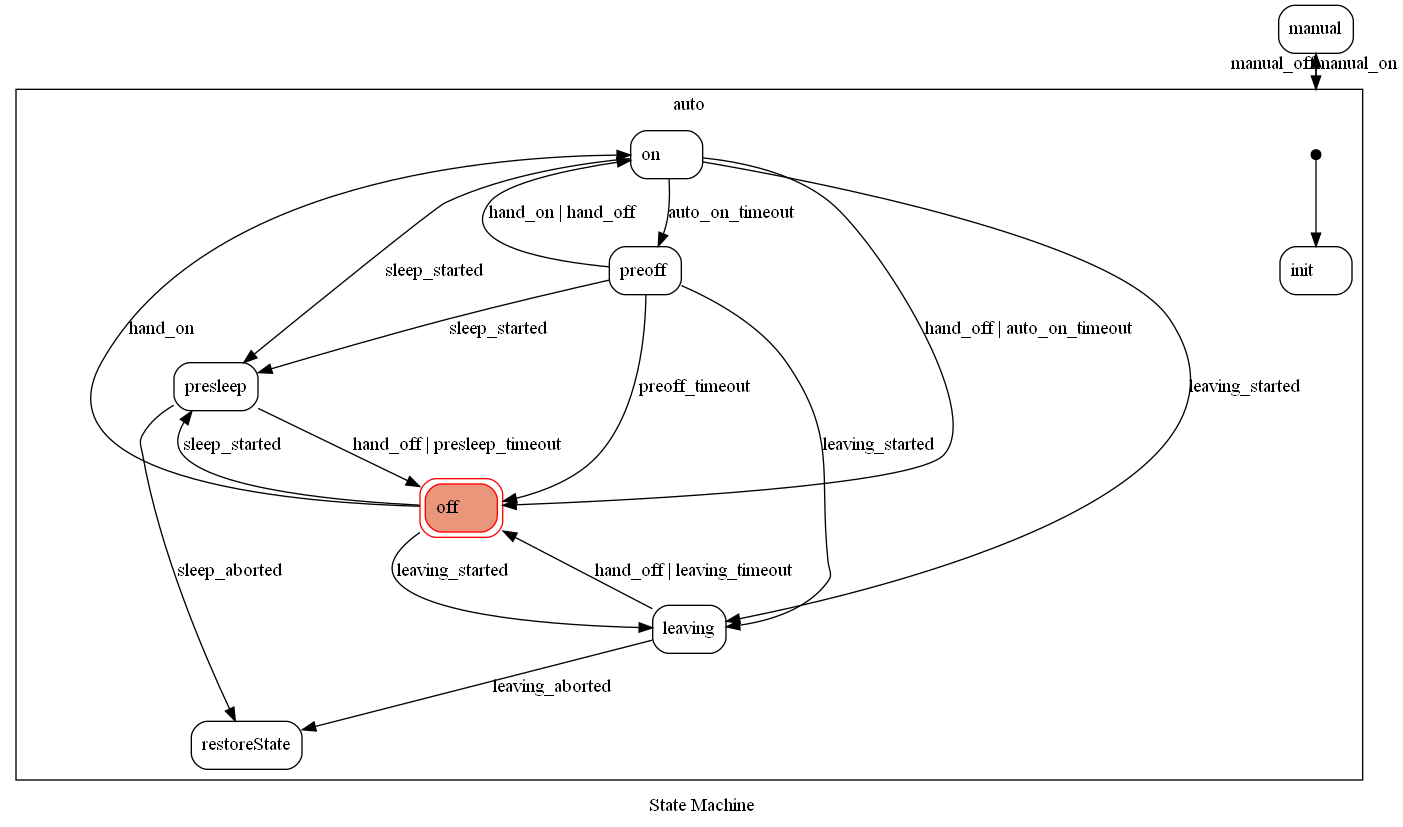 manual
manual_off manual_on
auto
on
hand_on | hand_off
auto_on_timeout
preoff
init
sleep_started
hand_on
sleep_started
hand_off | auto_on_timeout
presleep
preoff_timeout
leaving_started
sleep_started
hand_off | presleep_timeout
leaving_started
off
sleep_aborted
leaving_started
hand_off | leaving_timeout
leaving
leaving_aborted
restoreState
State Machine